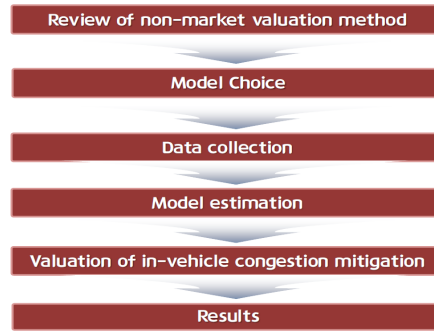 Review of non-market valuation method
Model Choice
Data collection
Model estimation
Valuation of in-vehicle congestion mitigation
Results